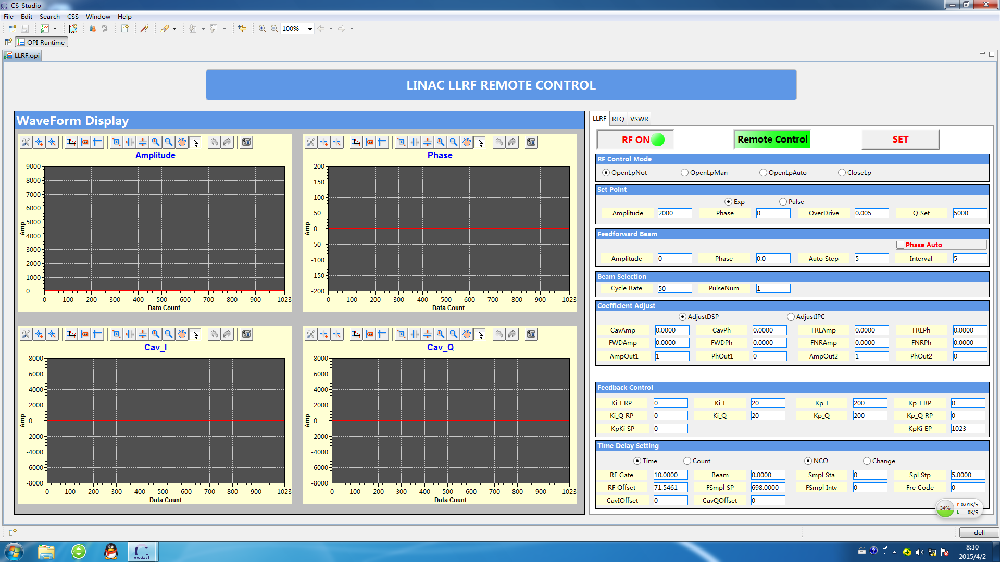 CS-Studio
File Edit Search CSS Window Help
100%
OPI Runtime
LLRF.opi
LINAC LLRF REMOTE CONTROL
WaveForm Display
Amplitude
9000
8000
7000
6000
5000
4000
3000
2000
1000
0
Amp
0 100 200 300 400 500 600 700 800 900 1023
Data Count
Phase
200
150
100
50
0
-50
-100
-150
-200
Amp
0 100 200 300 400 500 600 700 800 900 1023
Data Count
Cav_I
8000
6000
4000
2000
0
-2000
-4000
-6000
-8000
Amp
0 100 200 300 400 500 600 700 800 900 1023
Data Count
Cav_Q
8000
6000
4000
2000
0
-2000
-4000
-6000
-8000
Amp
0 100 200 300 400 500 600 700 800 900 1023
Data Count
LLRF RFQ VSWR
RF ON Remote Control SET
RF Control Mode
OpenLpNot OpenLpMan OpenLpAuto CloseLp
Set Point
Exp Pulse
Amplitude 2000 Phase 0 OverDrive 0.005 Q Set 5000
Feedforward Beam
Phase Auto
Amplitude 0 Phase 0.0 Auto Step 5 Interval 5
Beam Selection
Cycle Rate 50 PulseNum 1
Coefficient Adjust
AdjustDSP AdjustIPC
CavAmp 0.0000 CavPh 0.0000 FRLAmp 0.0000 FRLPh 0.0000
FWDAmp 0.0000 FWDPh 0.0000 FNRAmp 0.0000 FNRPh 0.0000
AmpOut1 1 PhOut1 0 AmpOut2 1 PhOut2 0
Feedback Control
Ki_I RP 0 Ki_I 20 Kp_I 200 Kp_I RP 0
Ki_Q RP 0 Ki_Q 20 Kp_Q 200 Kp_Q RP 0
KpKi SP 0 KpKi EP 1023
Time Delay Setting
Time Count NCO Change
RF Gate 10.0000 Beam 0.0000 Smpl Sta 0 Spl Stp 5.0000
RF Offset 71.5461 FSmpl SP 698.0000 FSmpl Intv 0 Fre Code 0
CavIOffset 0 CavQOffset 0
34% 0.01K/S
0K/S
dell
control
8:30
2015/4/2